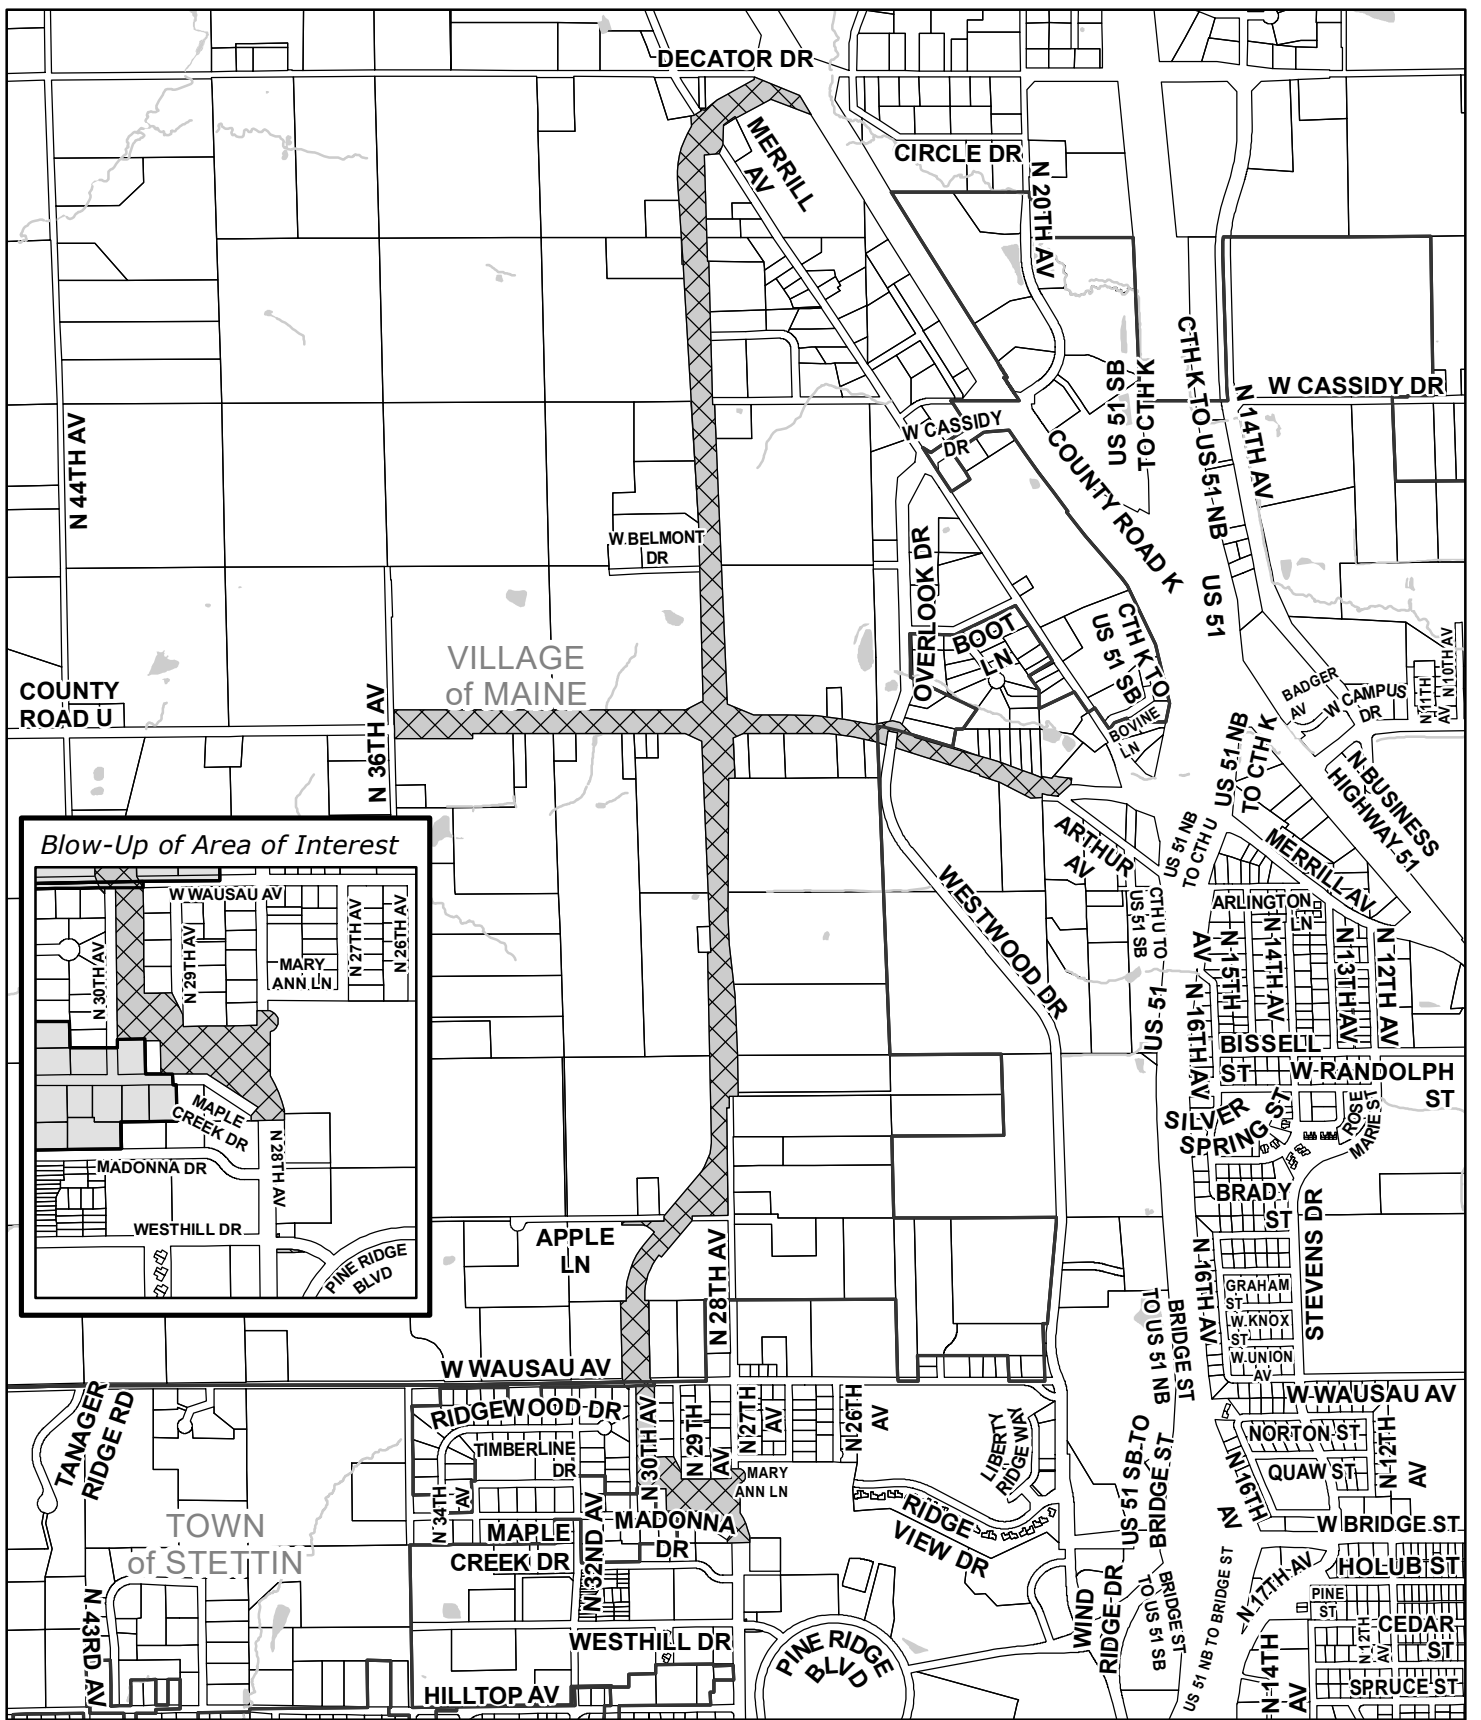 DECATOR DR
MERRILL
AV
CIRCLE DR
N 20TH AV
N 44TH AV
W CASSIDY
DR
US 51 SB
TO CTH K
CTH K TO US 51 NB
N 14TH AV
W CASSIDY DR
COUNTY ROAD K
W BELMONT
DR
OVERLOOK DR
BOOT
LN
CTH K TO
US 51 SB
US 51
VILLAGE
of MAINE
COUNTY
ROAD U
N 36TH AV
BOVINE
LN
BADGER
AV
W CAMPUS
DR
N 11TH
AV
N 10TH AV
US 51 NB
TO CTH K
N BUSINESS
HIGHWAY 51
ARTHUR
AV
US 51 NB
TO CTH U
MERRILL AV
WESTWOOD DR
CTH U TO
US 51 SB
US 51
ARLINGTON
LN
N 15TH
AV
N 14TH AV
N 13TH AV
N 12TH AV
N 16TH AV
BISSELL
ST
W RANDOLPH
ST
SILVER
SPRING ST
ROSE
MARIE ST
BRADY
ST
STEVENS DR
N 16TH AV
GRAHAM
ST
W KNOX
ST
W UNION
AV
Blow-Up of Area of Interest
W WAUSAU AV
N 30TH AV
N 29TH AV
MARY
ANN LN
N 27TH AV
N 26TH AV
MAPLE
CREEK DR
MADONNA DR
N 28TH AV
WESTHILL DR
PINE RIDGE
BLVD
APPLE
LN
N 28TH AV
BRIDGE ST
TO US 51 NB
W WAUSAU AV
W WAUSAU AV
TANAGER
RIDGE RD
RIDGEWOOD DR
TIMBERLINE
DR
N 30TH AV
N 29TH
AV
N 27TH
AV
N 26TH
AV
MARY
ANN LN
LIBERTY
RIDGE WAY
US 51 SB TO
BRIDGE ST
NORTON ST
QUAW ST
N 12TH
AV
N 16TH
AV
W BRIDGE ST
N 34TH
AV
MAPLE
CREEK DR
N 32ND AV
MADONNA
DR
RIDGE
VIEW DR
TOWN
of STETTIN
N 43RD AV
WESTHILL DR
HILLTOP AV
PINE RIDGE
BLVD
WIND
RIDGE DR
BRIDGE ST
TO US 51 SB
US 51 NB TO BRIDGE ST
N 17TH AV
HOLUB ST
PINE
ST
N 12TH
AV
CEDAR
ST
N 14TH
AV
SPRUCE ST